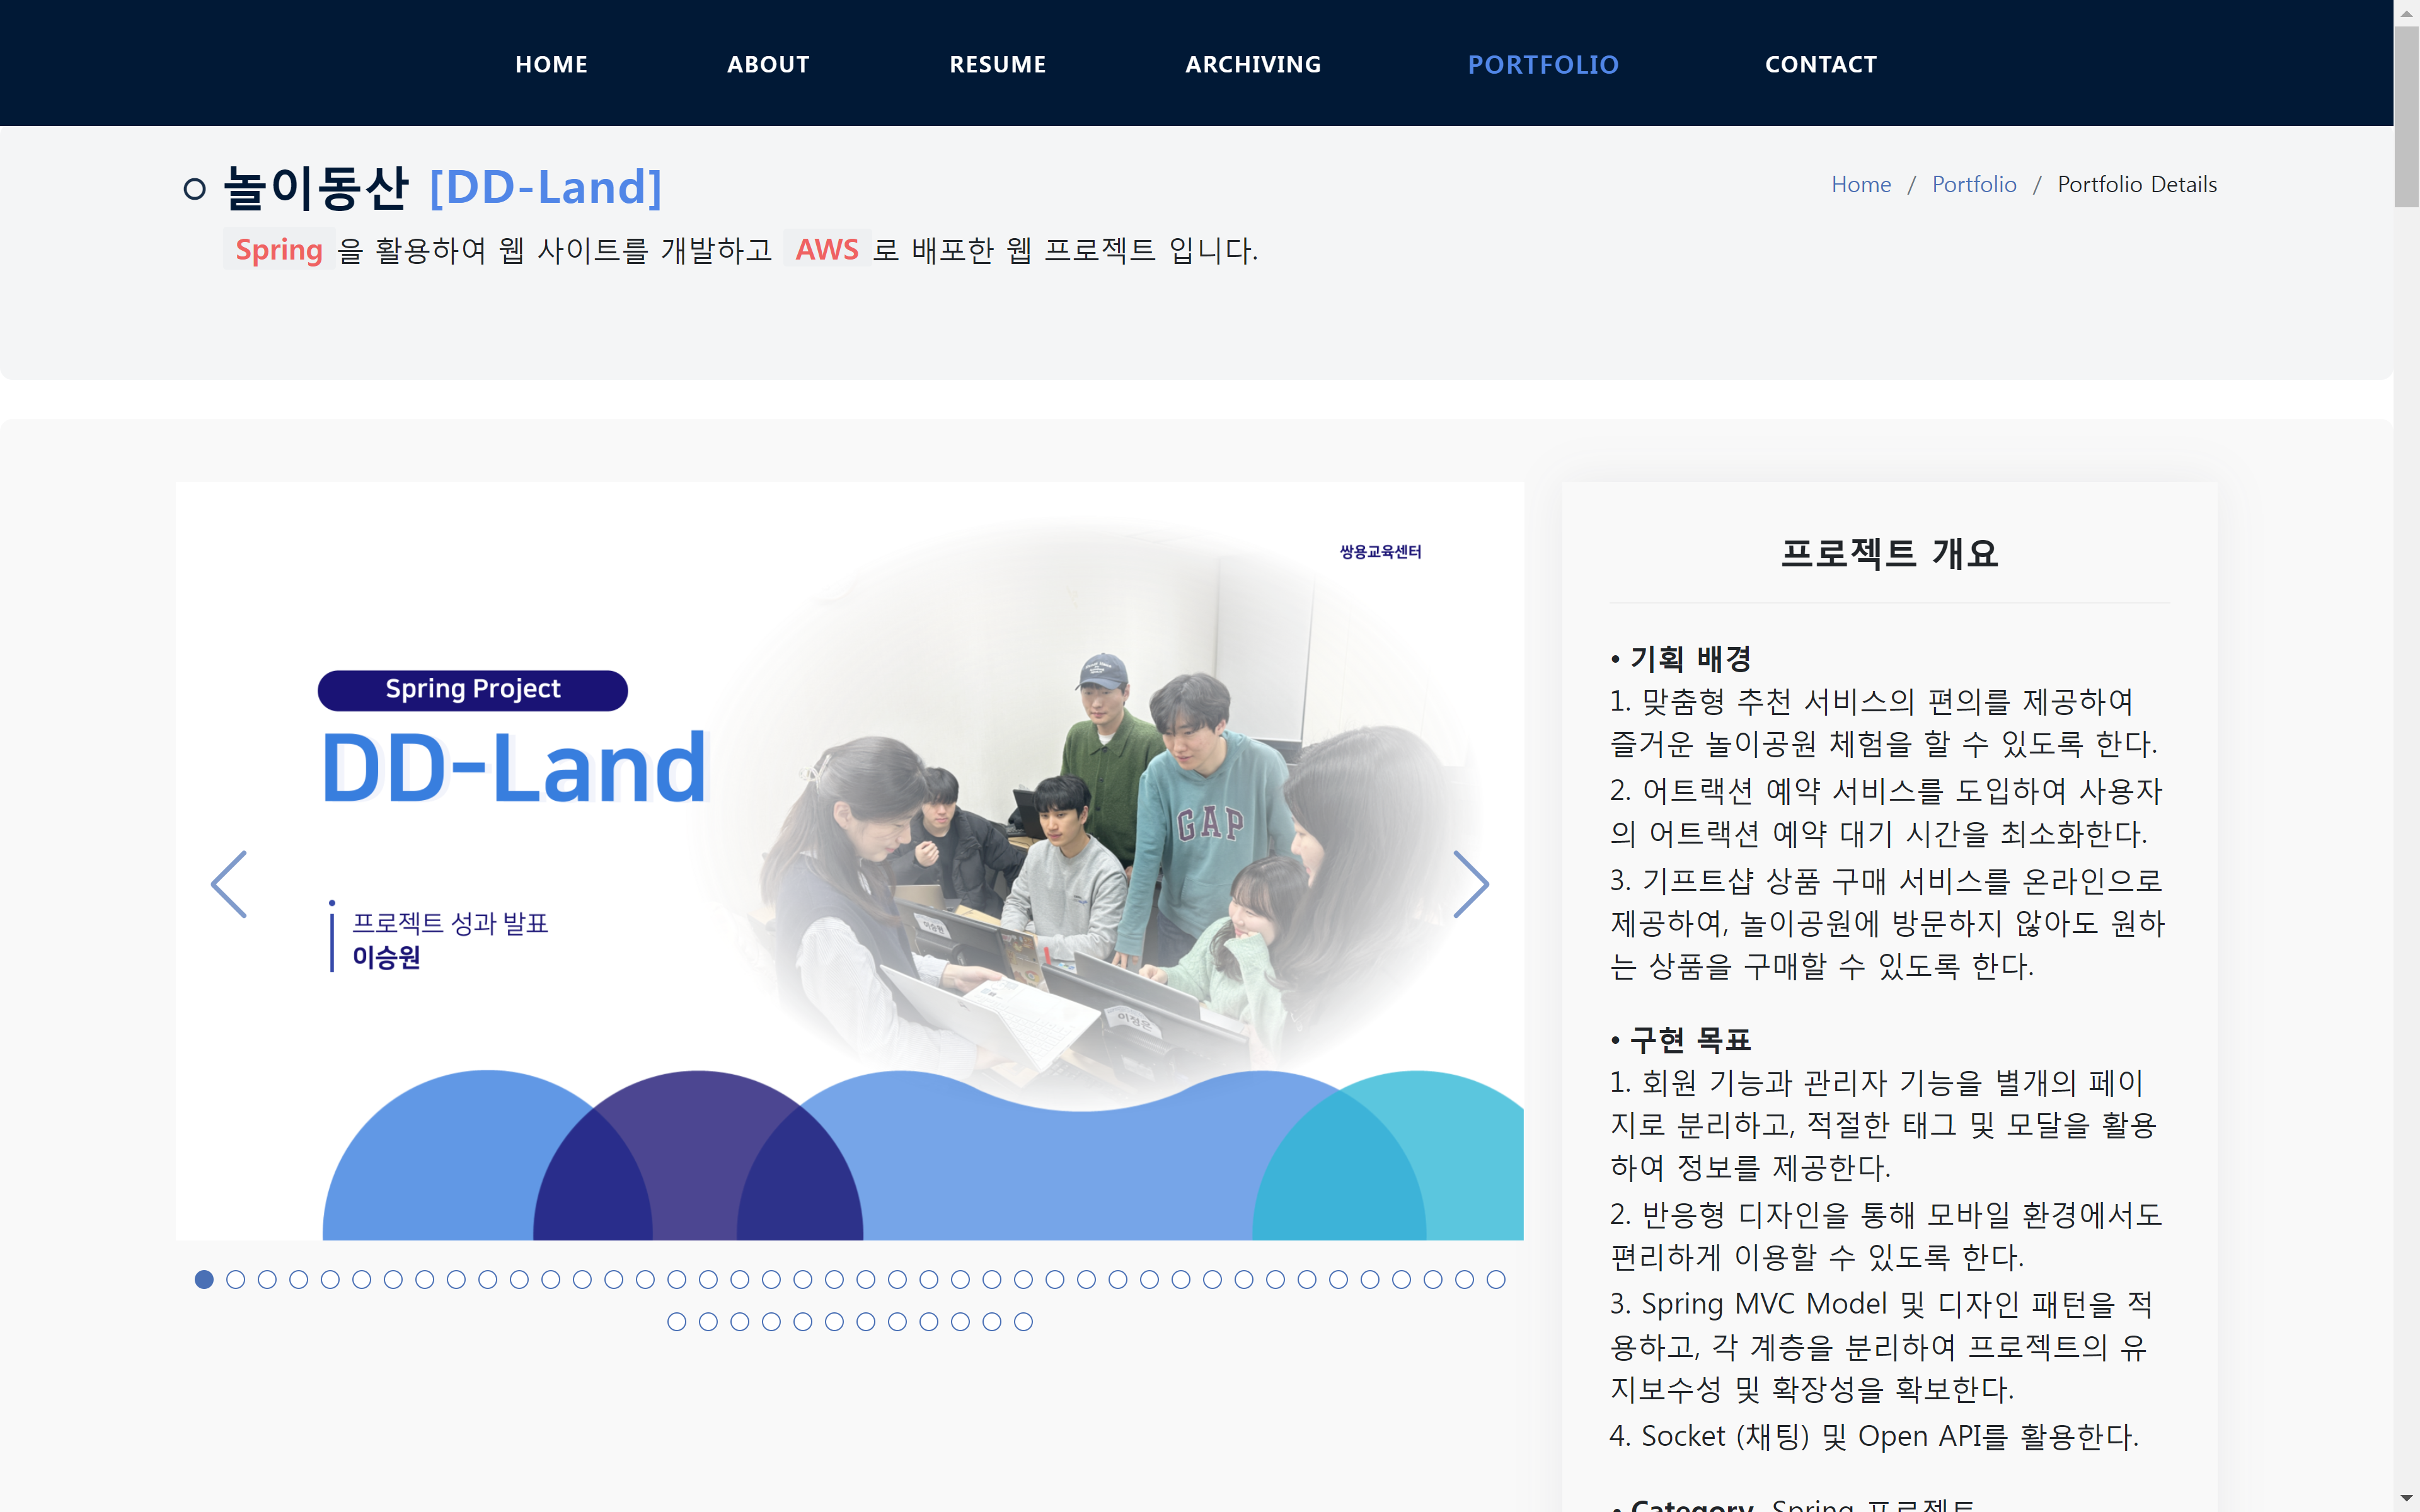 HOME ABOUT RESUME ARCHIVING PORTFOLIO CONTACT
놀이동산 [DD-Land]
Home / Portfolio / Portfolio Details
Spring 을 활용하여 웹 사이트를 개발하고 AWS 로 배포한 웹 프로젝트 입니다.
쌍용교육센터
Spring Project
DD-Land
프로젝트 성과 발표
이승원
GAP
이정은
프로젝트 개요
• 기획 배경
1. 맞춤형 추천 서비스의 편의를 제공하여
즐거운 놀이공원 체험을 할 수 있도록 한다.
2. 어트랙션 예약 서비스를 도입하여 사용자
의 어트랙션 예약 대기 시간을 최소화한다.
3. 기프트샵 상품 구매 서비스를 온라인으로
제공하여, 놀이공원에 방문하지 않아도 원하
는 상품을 구매할 수 있도록 한다.
• 구현 목표
1. 회원 기능과 관리자 기능을 별개의 페이
지로 분리하고, 적절한 태그 및 모달을 활용
하여 정보를 제공한다.
2. 반응형 디자인을 통해 모바일 환경에서도
편리하게 이용할 수 있도록 한다.
3. Spring MVC Model 및 디자인 패턴을 적
용하고, 각 계층을 분리하여 프로젝트의 유
지보수성 및 확장성을 확보한다.
4. Socket (채팅) 및 Open API를 활용한다.
• Category Spring 프로젝트